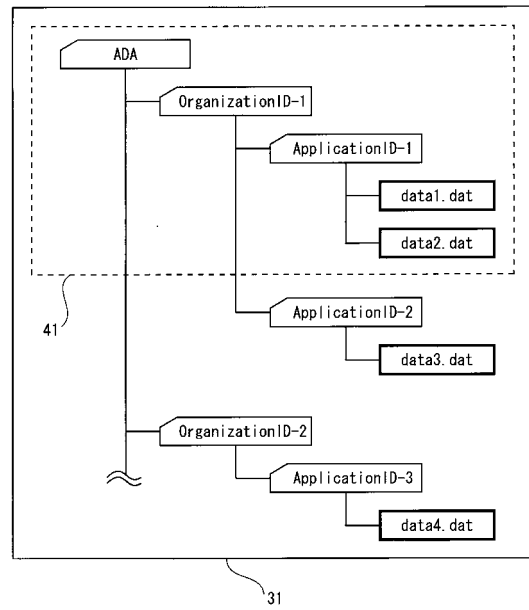 ADA
OrganizationID-1
ApplicationID-1
data1.dat
data2.dat
41
ApplicationID-2
data3.dat
OrganizationID-2
ApplicationID-3
data4.dat
31